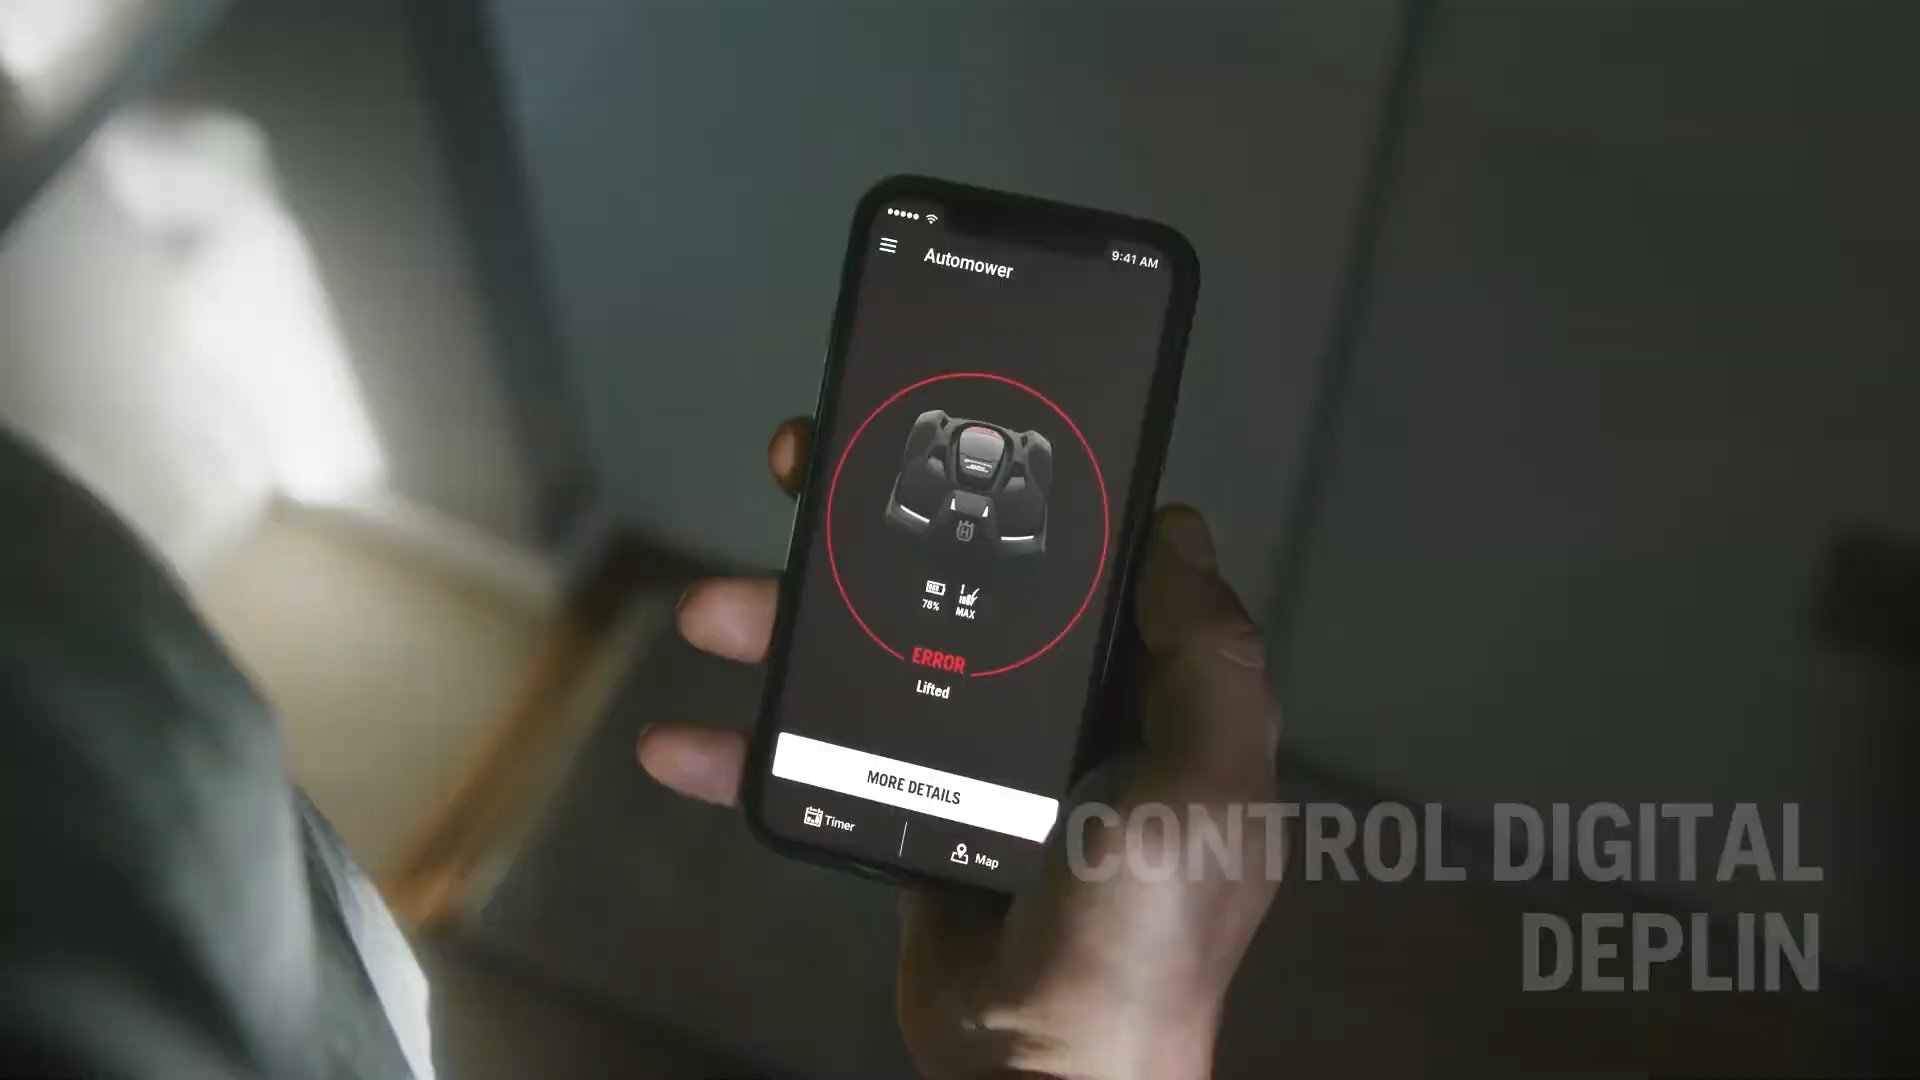 Automower
9:41 AM
78%
MAX
ERROR
Lifted
MORE DETAILS
Timer
Map
CONTROL DIGITAL
DEPLIN